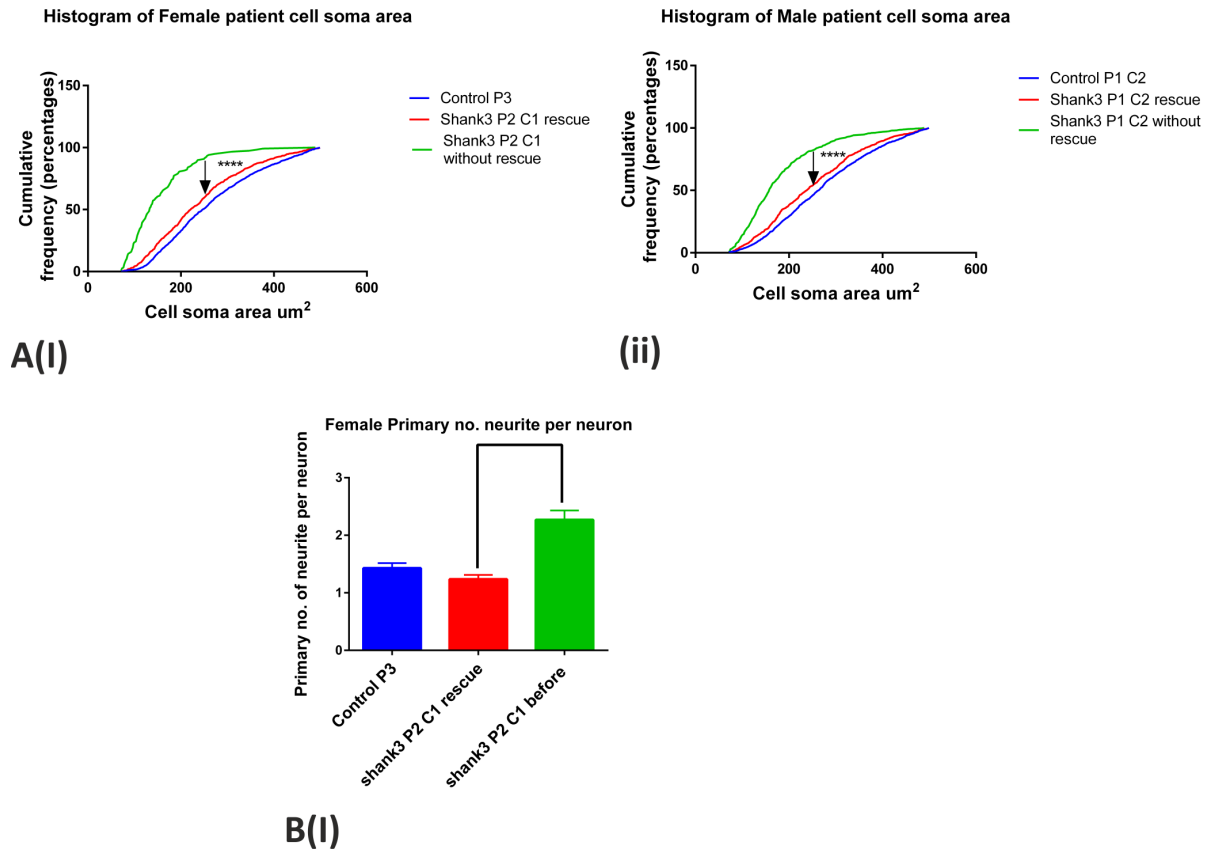 Histogram of Female patient cell soma area
Cumulative
frequency (percentages)
150
100
50
0
0
200
400
600
Cell soma area um²
****
Control P3
Shank3 P2 C1 rescue
Shank3 P2 C1
without rescue
A(I)
Histogram of Male patient cell soma area
Cumulative
frequency (percentages)
150
100
50
0
0
200
400
600
Cell soma area um²
****
Control P1 C2
Shank3 P1 C2 rescue
Shank3 P1 C2 without
rescue
(ii)
Female Primary no. neurite per neuron
Primary no. of neurite per neuron
3
2
1
0
Control P3
shank3 P2 C1 rescue
shank3 P2 C1 before
B(I)